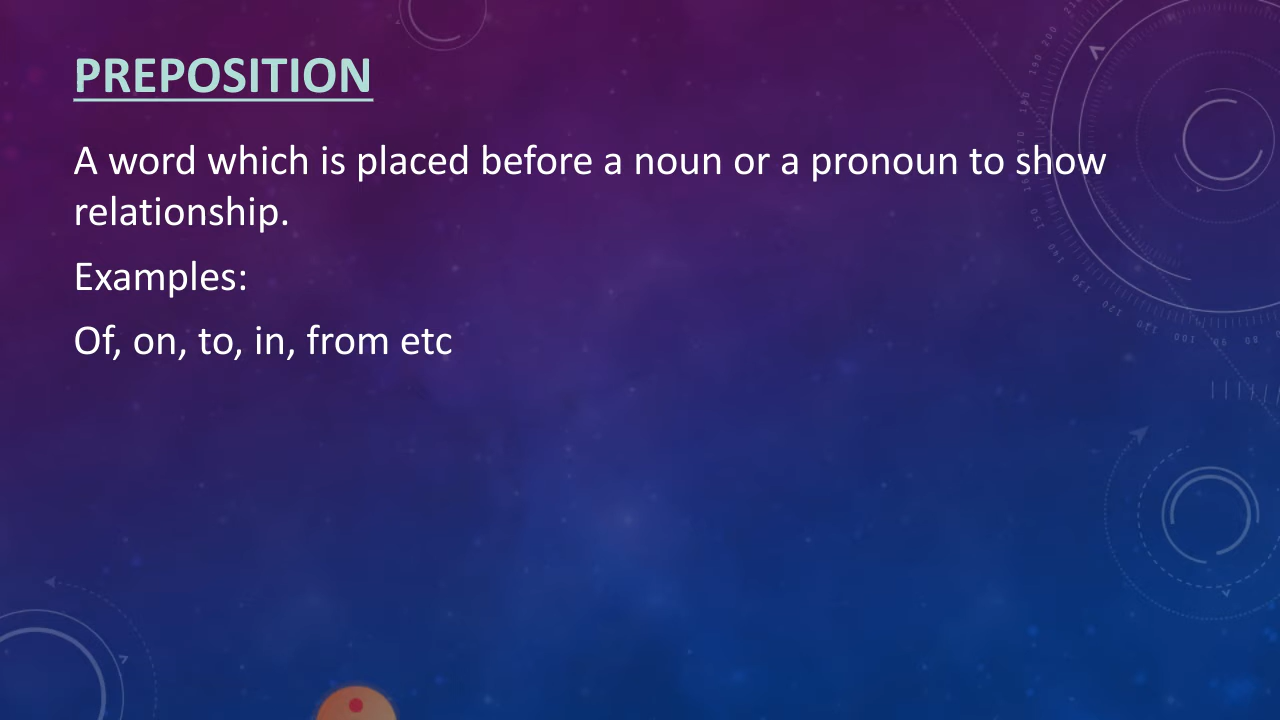 PREPOSITION
A word which is placed before a noun or a pronoun to show
relationship.
Examples:
Of, on, to, in, from etc